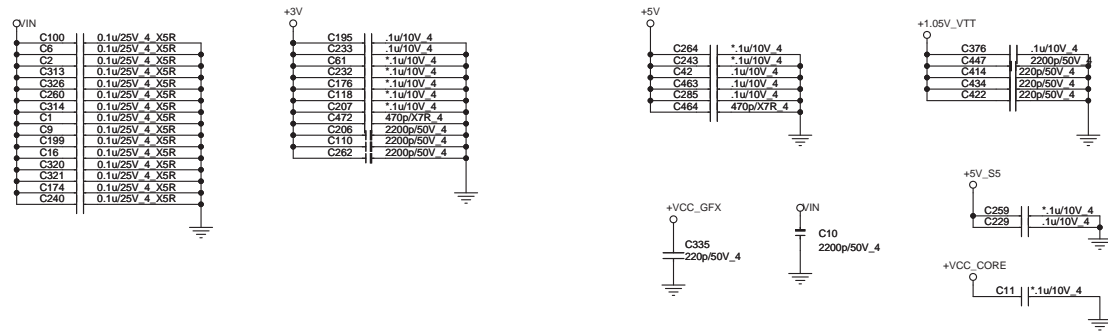 VIN
C100 0.1u/25V_4_X5R
C6 0.1u/25V_4_X5R
C2 0.1u/25V_4_X5R
C313 0.1u/25V_4_X5R
C326 0.1u/25V_4_X5R
C260 0.1u/25V_4_X5R
C314 0.1u/25V_4_X5R
C1 0.1u/25V_4_X5R
C9 0.1u/25V_4_X5R
C199 0.1u/25V_4_X5R
C16 0.1u/25V_4_X5R
C320 0.1u/25V_4_X5R
C321 0.1u/25V_4_X5R
C174 0.1u/25V_4_X5R
C240 0.1u/25V_4_X5R
+3V
C195 .1u/10V_4
C233 *.1u/10V_4
C61 *.1u/10V_4
C232 *.1u/10V_4
C176 *.1u/10V_4
C118 *.1u/10V_4
C207 *.1u/10V_4
C472 470p/X7R_4
C206 2200p/50V_4
C110 2200p/50V_4
C262 2200p/50V_4
+5V
C264 *.1u/10V_4
C243 *.1u/10V_4
C42 .1u/10V_4
C463 .1u/10V_4
C285 .1u/10V_4
C464 470p/X7R_4
+1.05V_VTT
C376 .1u/10V_4
C447 2200p/50V_4
C414 220p/50V_4
C434 220p/50V_4
C422 220p/50V_4
+VCC_GFX
C335
220p/50V_4
VIN
C10
2200p/50V_4
+5V_S5
C259 *.1u/10V_4
C229 .1u/10V_4
+VCC_CORE
C11 *.1u/10V_4